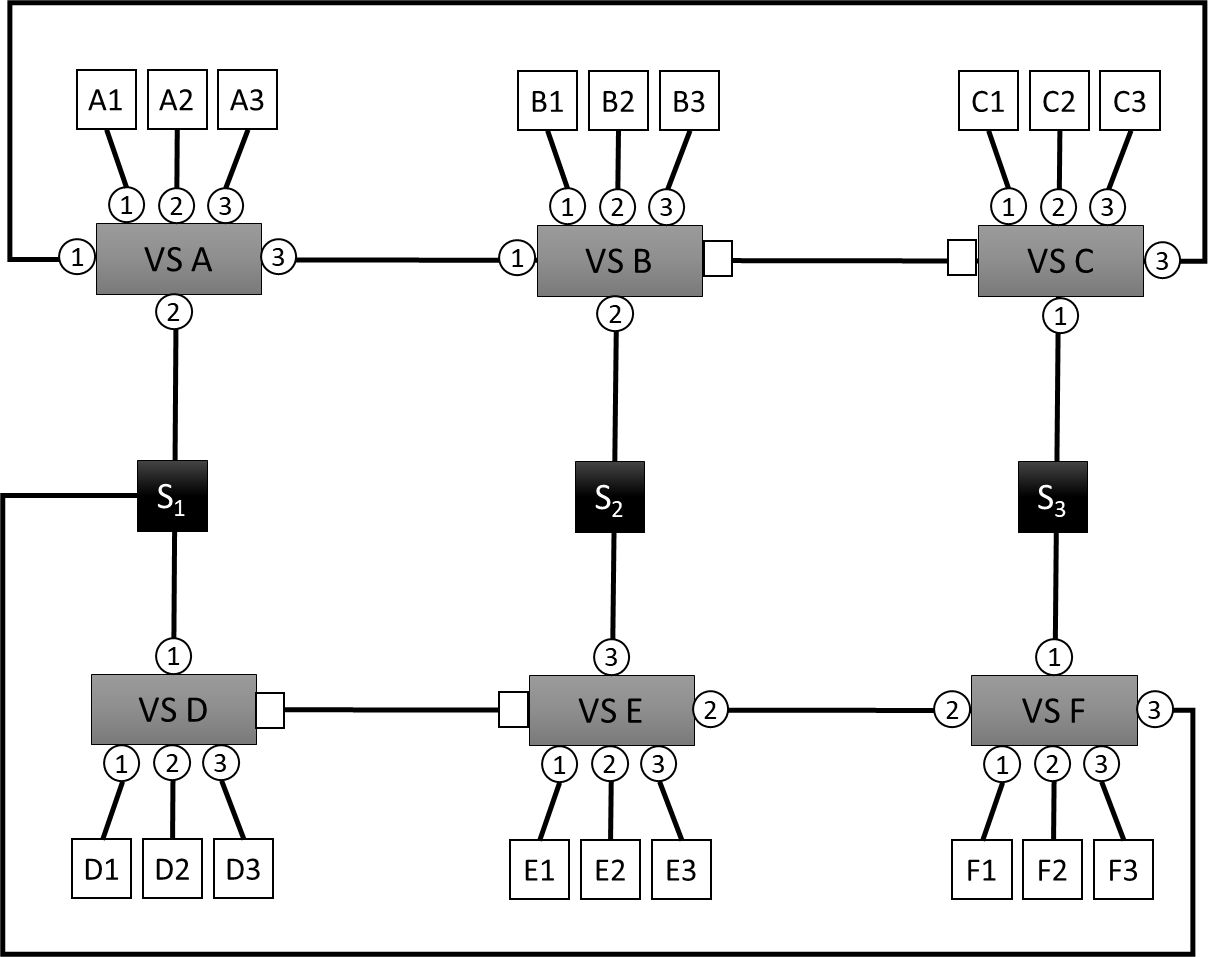 A1 A2 A3 B1 B2 B3 C1 C2 C3
1 2 3 1 2 3 1 2 3
1 VS A 3 1 VS B VS C 3
2 2 1
S1 S2 S3
1 3 1
VS D VS E 2 2 VS F 3
1 2 3 1 2 3 1 2 3
D1 D2 D3 E1 E2 E3 F1 F2 F3